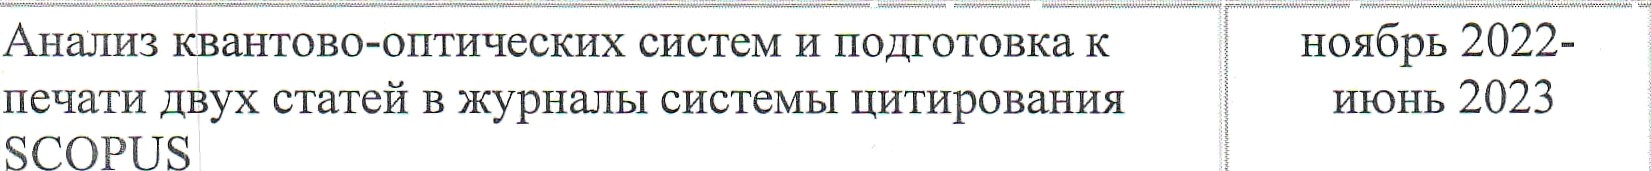 Анализ квантово-оптических систем и подготовка к
печати двух статей в журналы системы цитирования
SCOPUS
ноябрь 2022-
июнь 2023